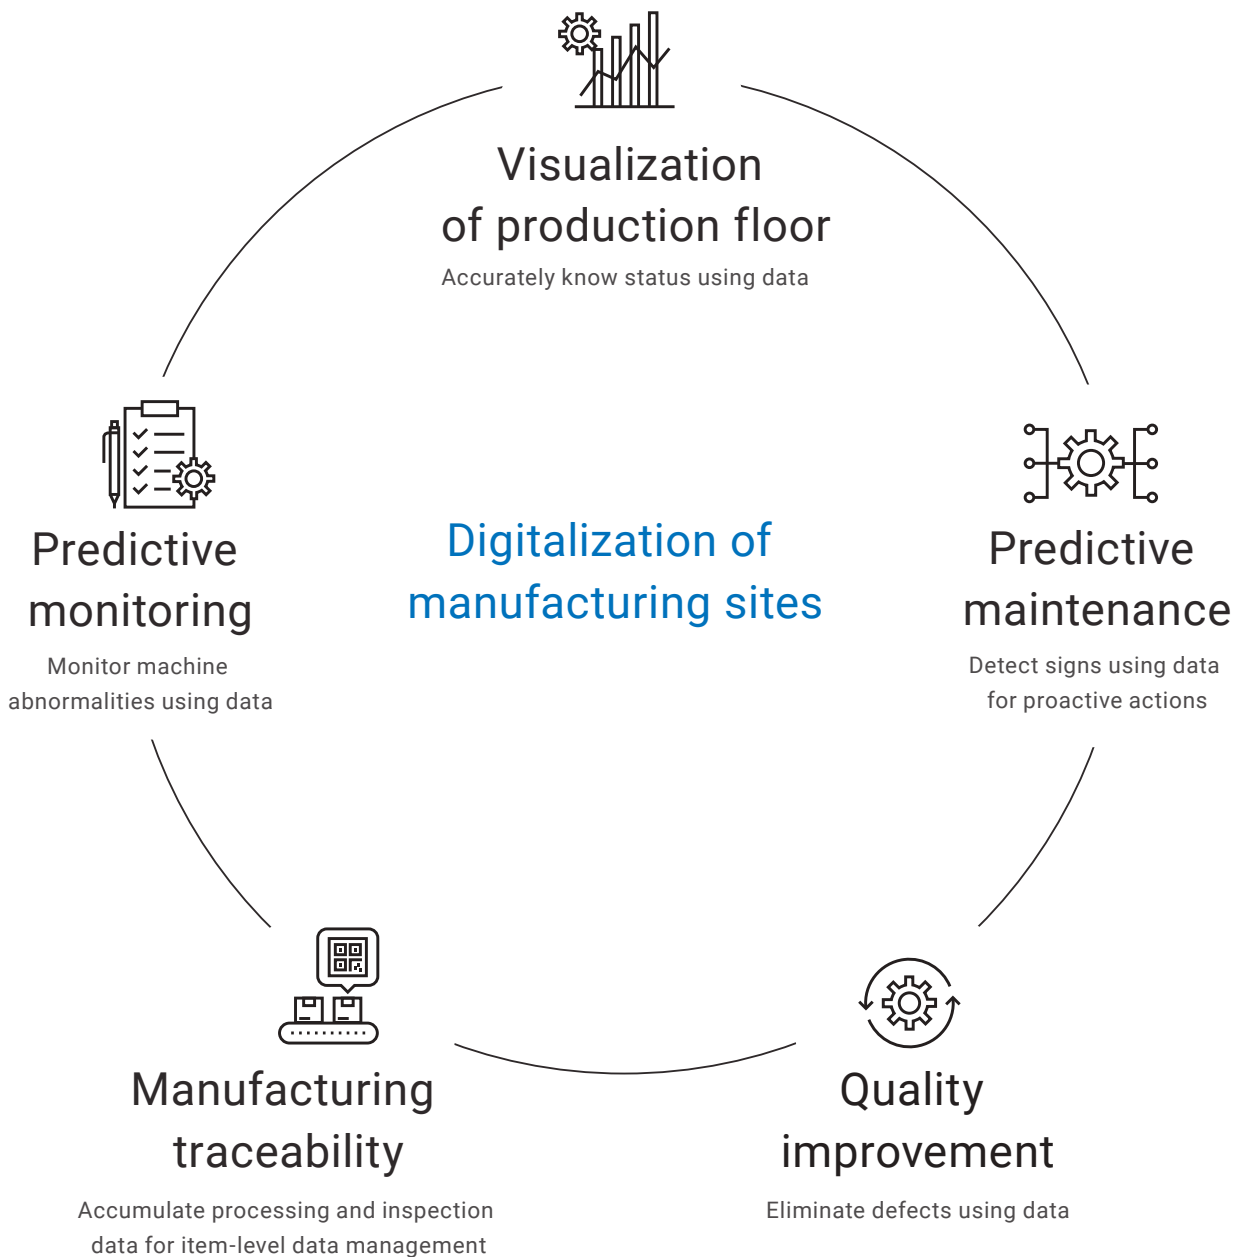 Visualization
of production floor
Accurately know status using data
Predictive
monitoring
Monitor machine
abnormalities using data
Digitalization of
manufacturing sites
Predictive
maintenance
Detect signs using data
for proactive actions
Manufacturing
traceability
Accumulate processing and inspection
data for item-level data management
Quality
improvement
Eliminate defects using data